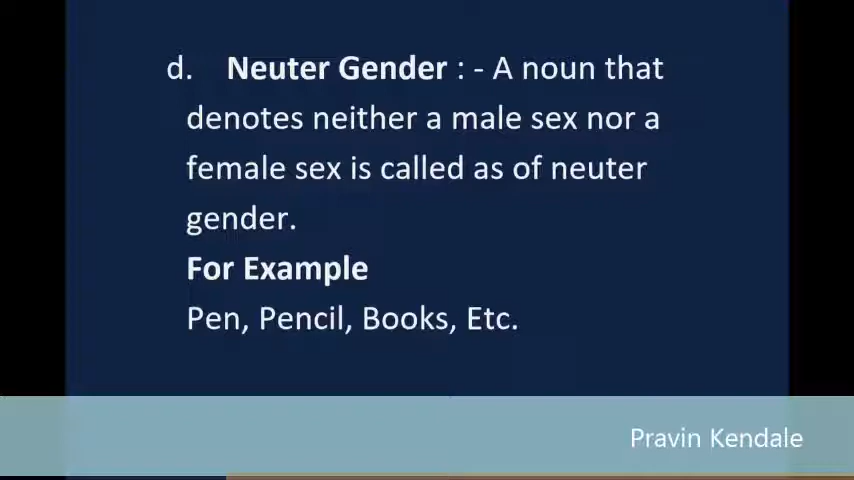 d. Neuter Gender : - A noun that
denotes neither a male sex nor a
female sex is called as of neuter
gender.
For Example
Pen, Pencil, Books, Etc.
Pravin Kendale